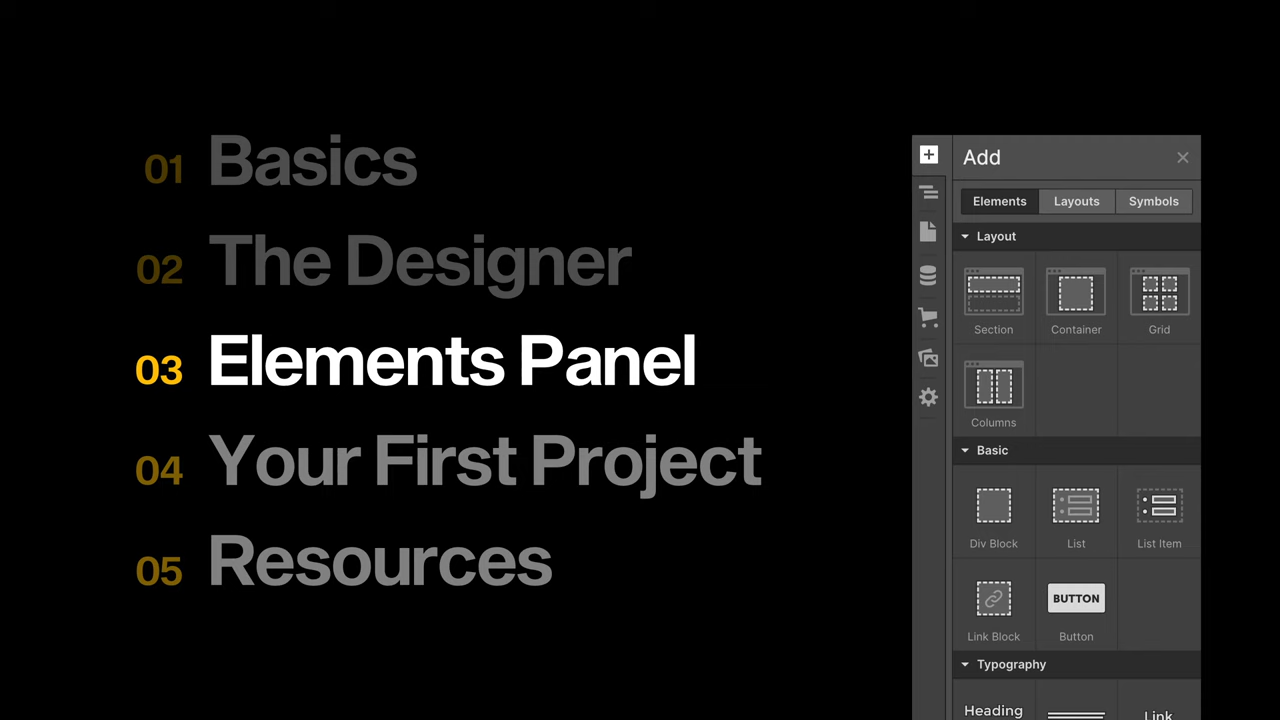 01 Basics
02 The Designer
03 Elements Panel
04 Your First Project
05 Resources
Add
Elements Layouts Symbols
Layout
Section Container Grid
Columns
Basic
Div Block List List Item
BUTTON
Link Block Button
Typography
Heading Link